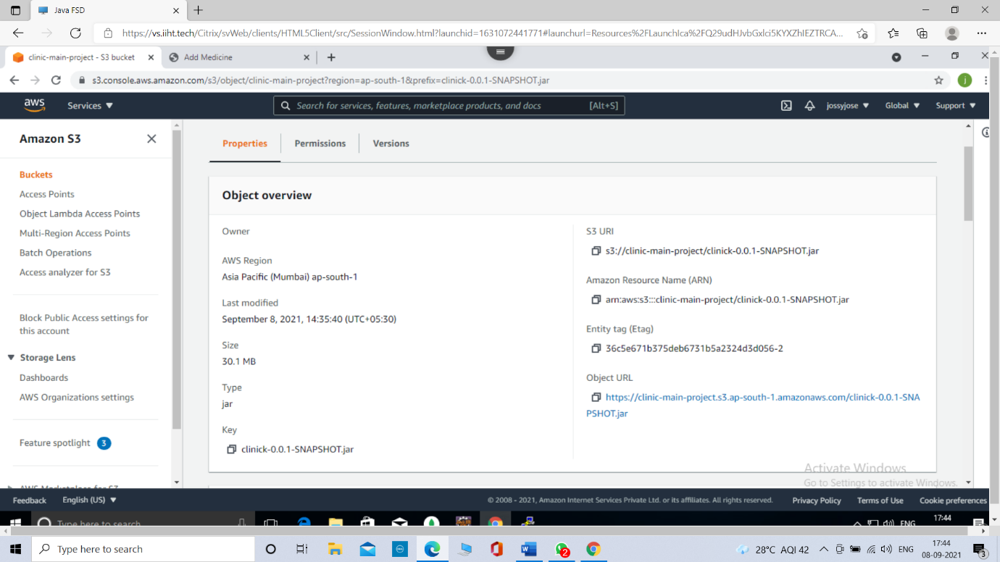 Java FSD
https://vs.iiht.tech/Citrix/svWeb/clients/HTML5Client/src/SessionWindow.html?launchid=1631072441771#launchurl=Resources%2FLaunchIca%2FQ29udHJvbGxlci5KYXZhIEZTRCA...
clinic-main-project - S3 bucket
Add Medicine
s3.console.aws.amazon.com/s3/object/clinic-main-project?region=ap-south-1&prefix=clinick-0.0.1-SNAPSHOT.jar
j
aws
Services
Search for services, features, marketplace products, and docs
[Alt+S]
jossyjose
Global
Support
Amazon S3
Buckets
Access Points
Object Lambda Access Points
Multi-Region Access Points
Batch Operations
Access analyzer for S3
Block Public Access settings for
this account
Storage Lens
Dashboards
AWS Organizations settings
Feature spotlight 3
AWS Marketplace for S3
Properties
Permissions
Versions
Object overview
Owner
AWS Region
Asia Pacific (Mumbai) ap-south-1
Last modified
September 8, 2021, 14:35:40 (UTC+05:30)
Size
30.1 MB
Type
jar
Key
clinick-0.0.1-SNAPSHOT.jar
S3 URI
s3://clinic-main-project/clinick-0.0.1-SNAPSHOT.jar
Amazon Resource Name (ARN)
arn:aws:s3:::clinic-main-project/clinick-0.0.1-SNAPSHOT.jar
Entity tag (Etag)
36c5e671b375deb6731b5a2324d3d056-2
Object URL
https://clinic-main-project.s3.ap-south-1.amazonaws.com/clinick-0.0.1-SNA
PSHOT.jar
Activate Windows
Go to Settings to activate Windows.
Feedback
English (US)
© 2008 - 2021, Amazon Internet Services Private Ltd. or its affiliates. All rights reserved.
Privacy Policy
Terms of Use
Cookie preferences
Type here to search
ENG
17:44
Type here to search
2
28°C AQI 42
ENG
17:44
08-09-2021
3